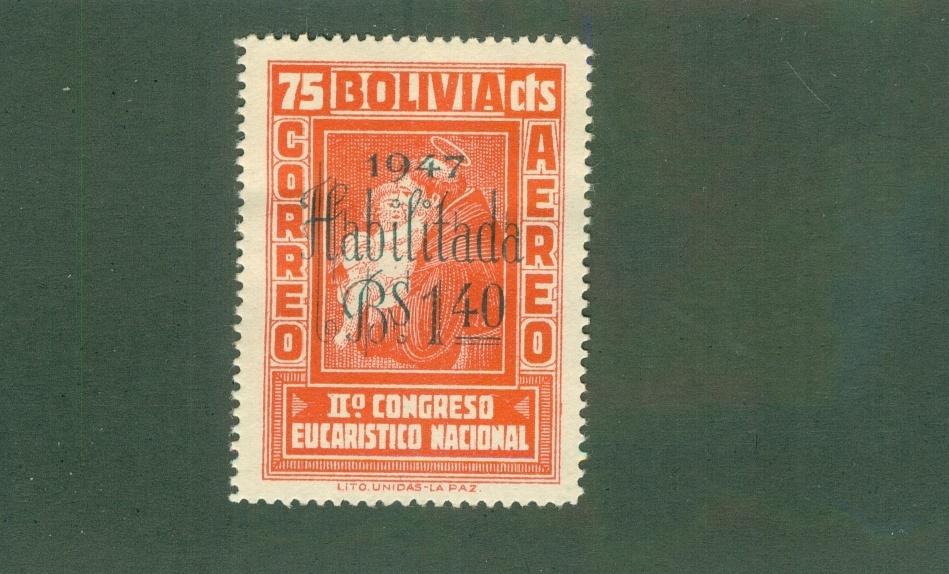 75 BOLIVIA cts
CORREO
AEREO
1947
Habilitada
Bs 1.40
IIº CONGRESO
EUCARISTICO NACIONAL
LITO. UNIDAS-LA PAZ.